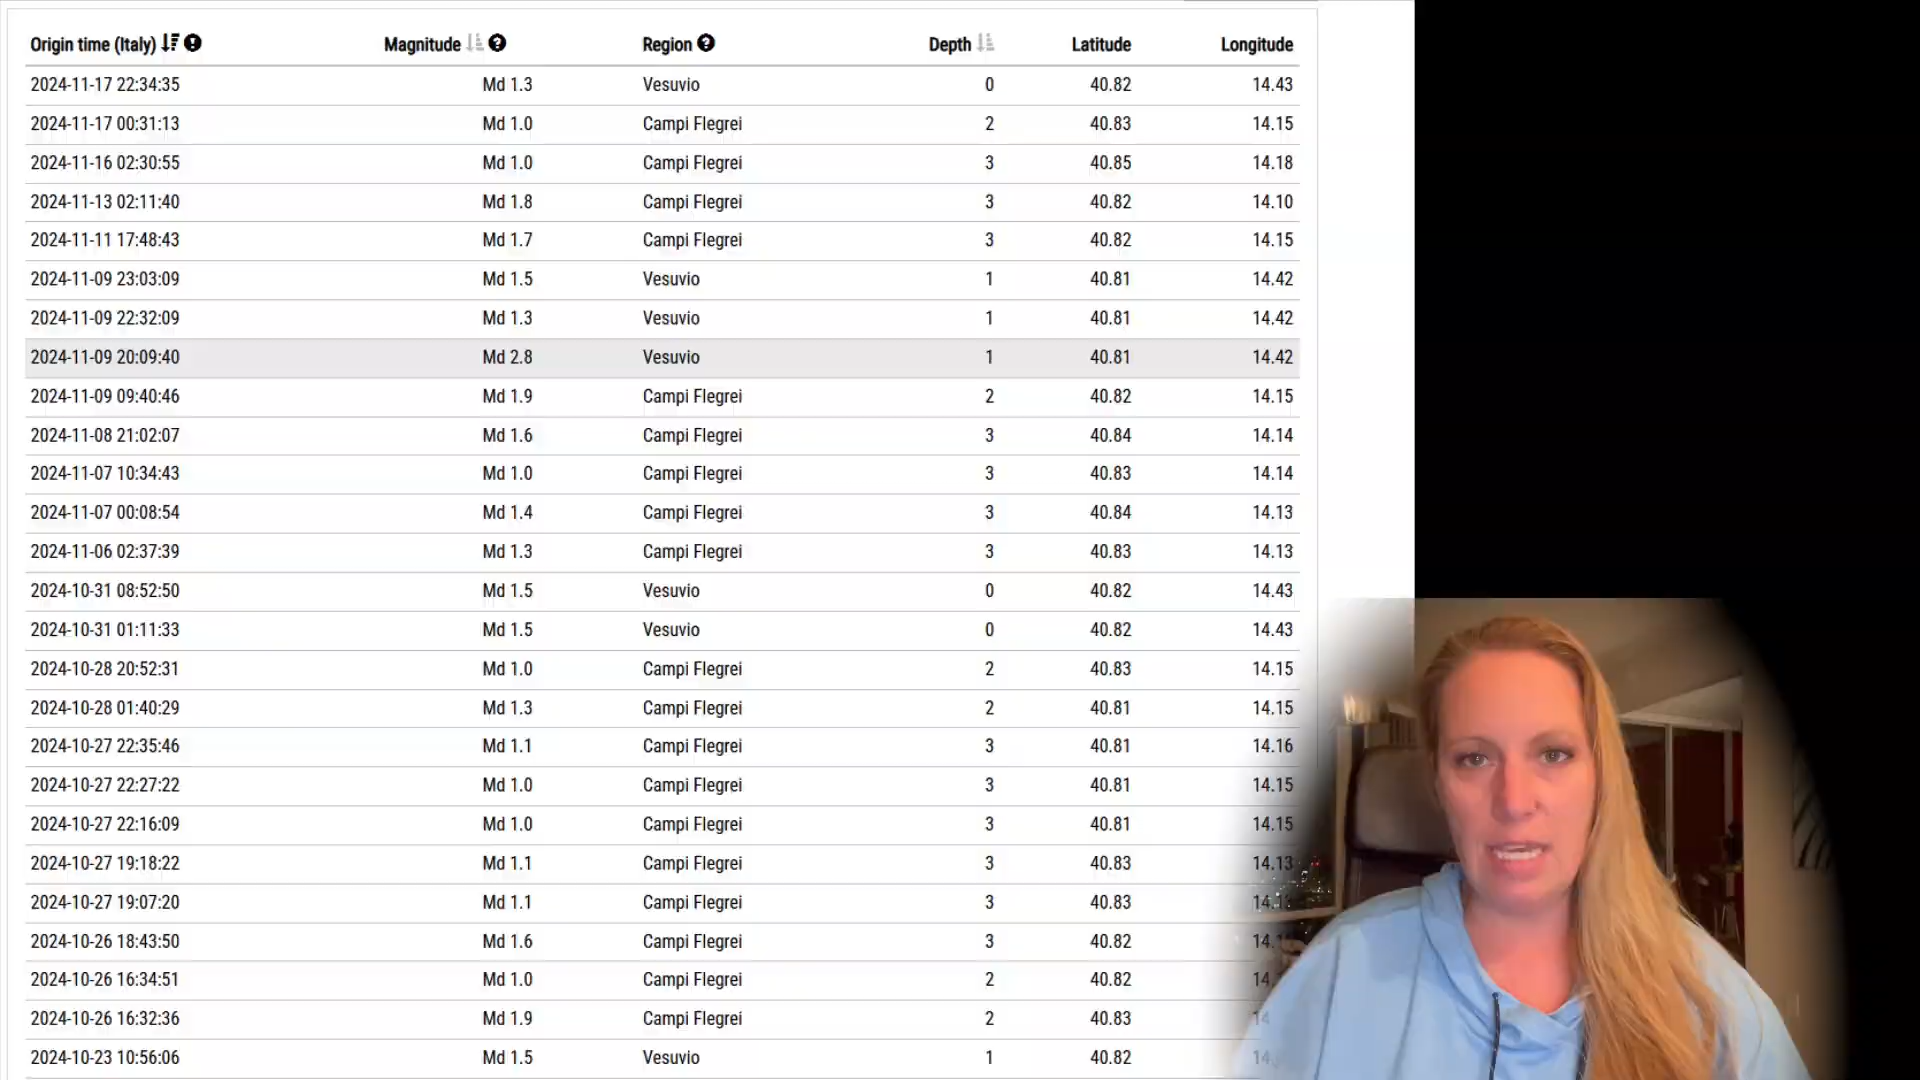 Origin time (Italy) Magnitude Region Depth Latitude Longitude
2024-11-17 22:34:35 Md 1.3 Vesuvio 0 40.82 14.43
2024-11-17 00:31:13 Md 1.0 Campi Flegrei 2 40.83 14.15
2024-11-16 02:30:55 Md 1.0 Campi Flegrei 3 40.85 14.18
2024-11-13 02:11:40 Md 1.8 Campi Flegrei 3 40.82 14.10
2024-11-11 17:48:43 Md 1.7 Campi Flegrei 3 40.82 14.15
2024-11-09 23:03:09 Md 1.5 Vesuvio 1 40.81 14.42
2024-11-09 22:32:09 Md 1.3 Vesuvio 1 40.81 14.42
2024-11-09 20:09:40 Md 2.8 Vesuvio 1 40.81 14.42
2024-11-09 09:40:46 Md 1.9 Campi Flegrei 2 40.82 14.15
2024-11-08 21:02:07 Md 1.6 Campi Flegrei 3 40.84 14.14
2024-11-07 10:34:43 Md 1.0 Campi Flegrei 3 40.83 14.14
2024-11-07 00:08:54 Md 1.4 Campi Flegrei 3 40.84 14.13
2024-11-06 02:37:39 Md 1.3 Campi Flegrei 3 40.83 14.13
2024-10-31 08:52:50 Md 1.5 Vesuvio 0 40.82 14.43
2024-10-31 01:11:33 Md 1.5 Vesuvio 0 40.82 14.43
2024-10-28 20:52:31 Md 1.0 Campi Flegrei 2 40.83 14.15
2024-10-28 01:40:29 Md 1.3 Campi Flegrei 2 40.81 14.15
2024-10-27 22:35:46 Md 1.1 Campi Flegrei 3 40.81 14.16
2024-10-27 22:27:22 Md 1.0 Campi Flegrei 3 40.81 14.15
2024-10-27 22:16:09 Md 1.0 Campi Flegrei 3 40.81 14.15
2024-10-27 19:18:22 Md 1.1 Campi Flegrei 3 40.83 14.13
2024-10-27 19:07:20 Md 1.1 Campi Flegrei 3 40.83
2024-10-26 18:43:50 Md 1.6 Campi Flegrei 3 40.82
2024-10-26 16:34:51 Md 1.0 Campi Flegrei 2 40.82
2024-10-26 16:32:36 Md 1.9 Campi Flegrei 2 40.83
2024-10-23 10:56:06 Md 1.5 Vesuvio 1 40.82